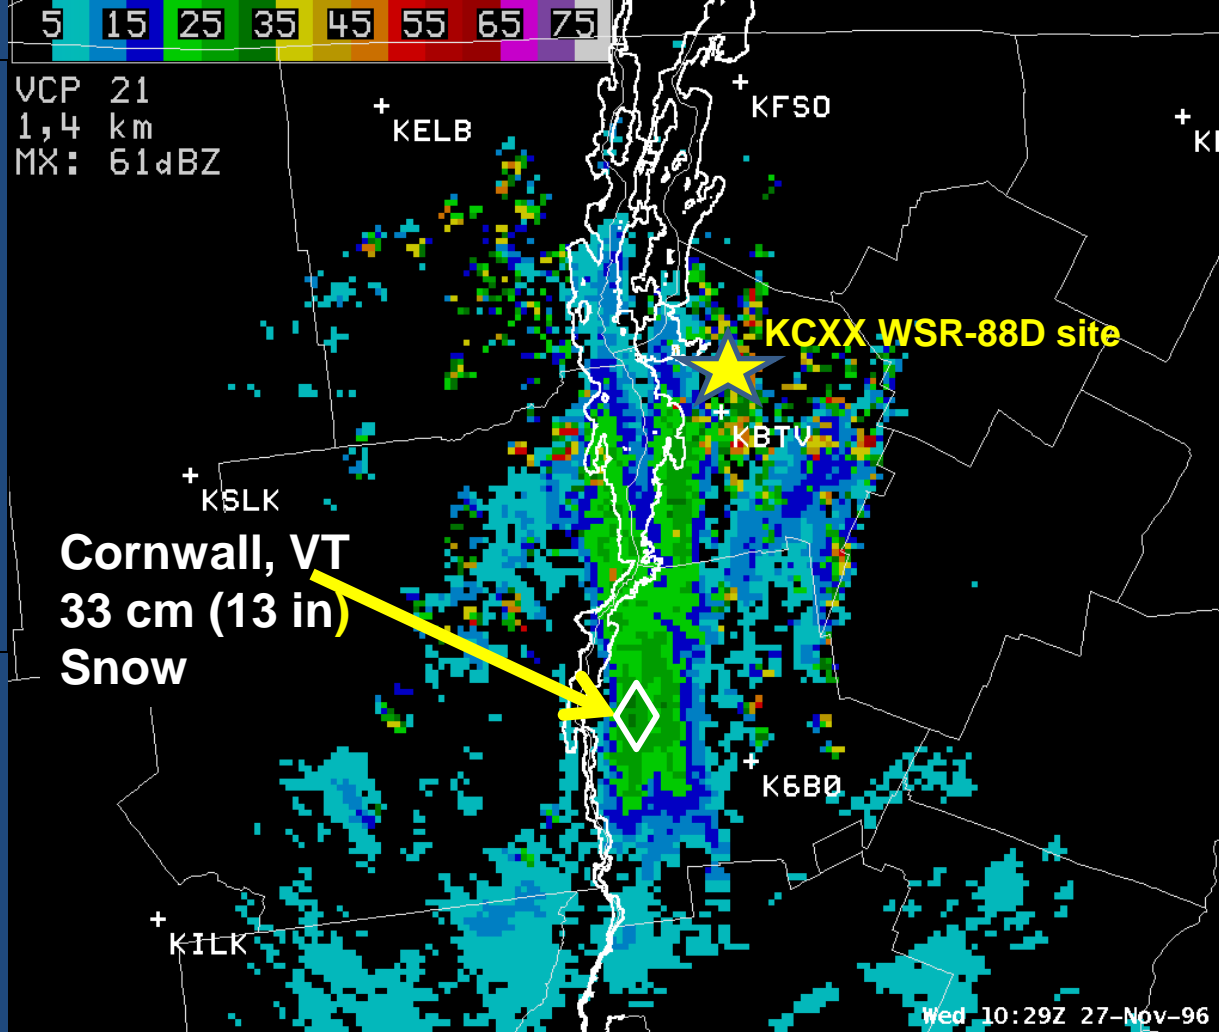 5 15 25 35 45 55 65 75
VCP 21
1,4 km
MX: 61dBZ
KELB
KFSO
KCXX WSR-88D site
KBTV
KSLK
Cornwall, VT
33 cm (13 in)
Snow
K6B0
KILK
Wed 10:29Z 27-Nov-96